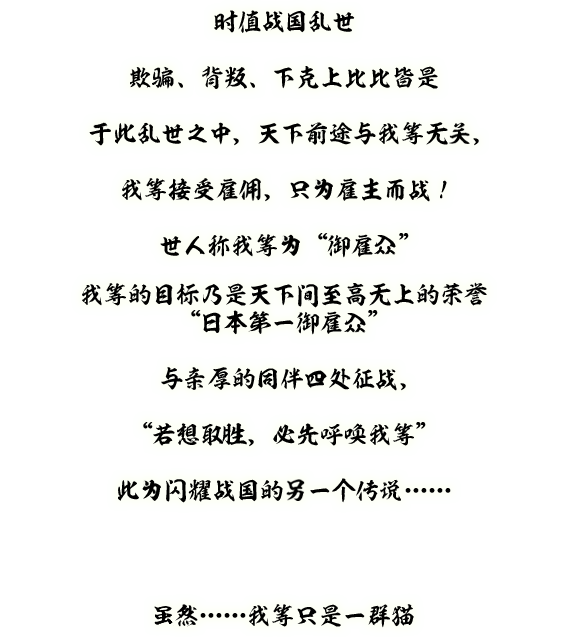 时值战国乱世
欺骗、背叛、下克上比比皆是
于此乱世之中，天下前途与我等无关，
我等接受雇佣，只为雇主而战！
世人称我等为“御雇众”
我等的目标乃是天下间至高无上的荣誉
“日本第一御雇众”
与亲厚的同伴四处征战，
“若想取胜，必先呼唤我等”
此为闪耀战国的另一个传说……
虽然……我等只是一群猫